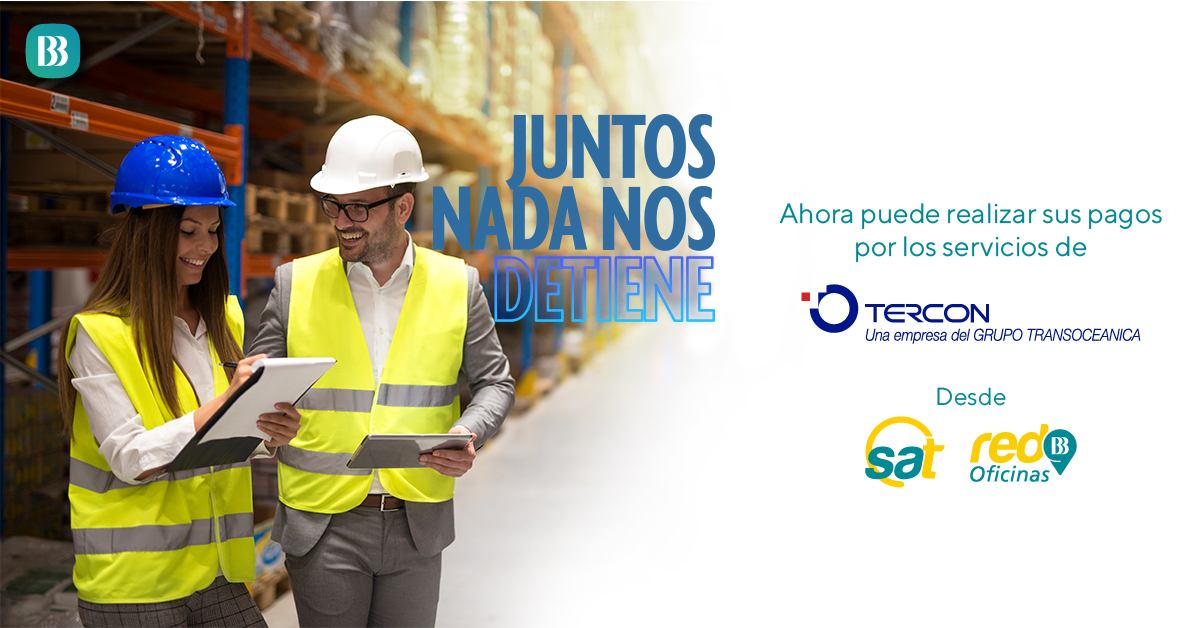 BB
JUNTOS
NADA NOS
DETIENE
Ahora puede realizar sus pagos
por los servicios de
TERCON
Una empresa del GRUPO TRANSOCEANICA
Desde
sat
red BB
Oficinas